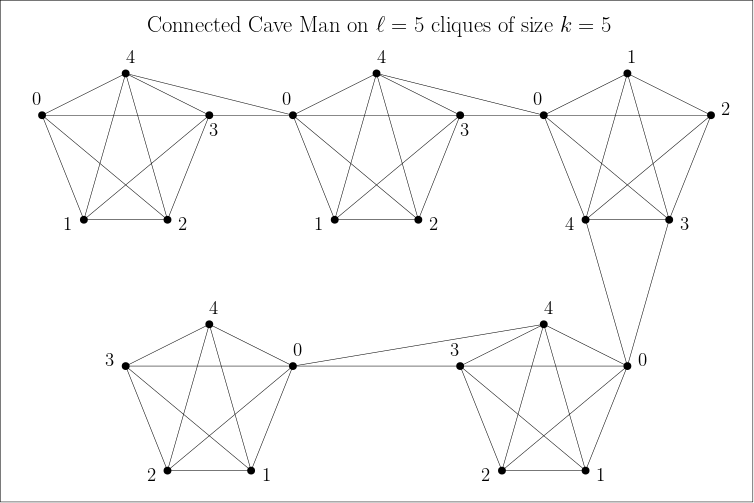 Connected Cave Man on ℓ = 5 cliques of size k = 5
4 4 1
0 0 0 2
3 3
1 2 1 2 4 3
4 4
3 0 3 0
2 1 2 1